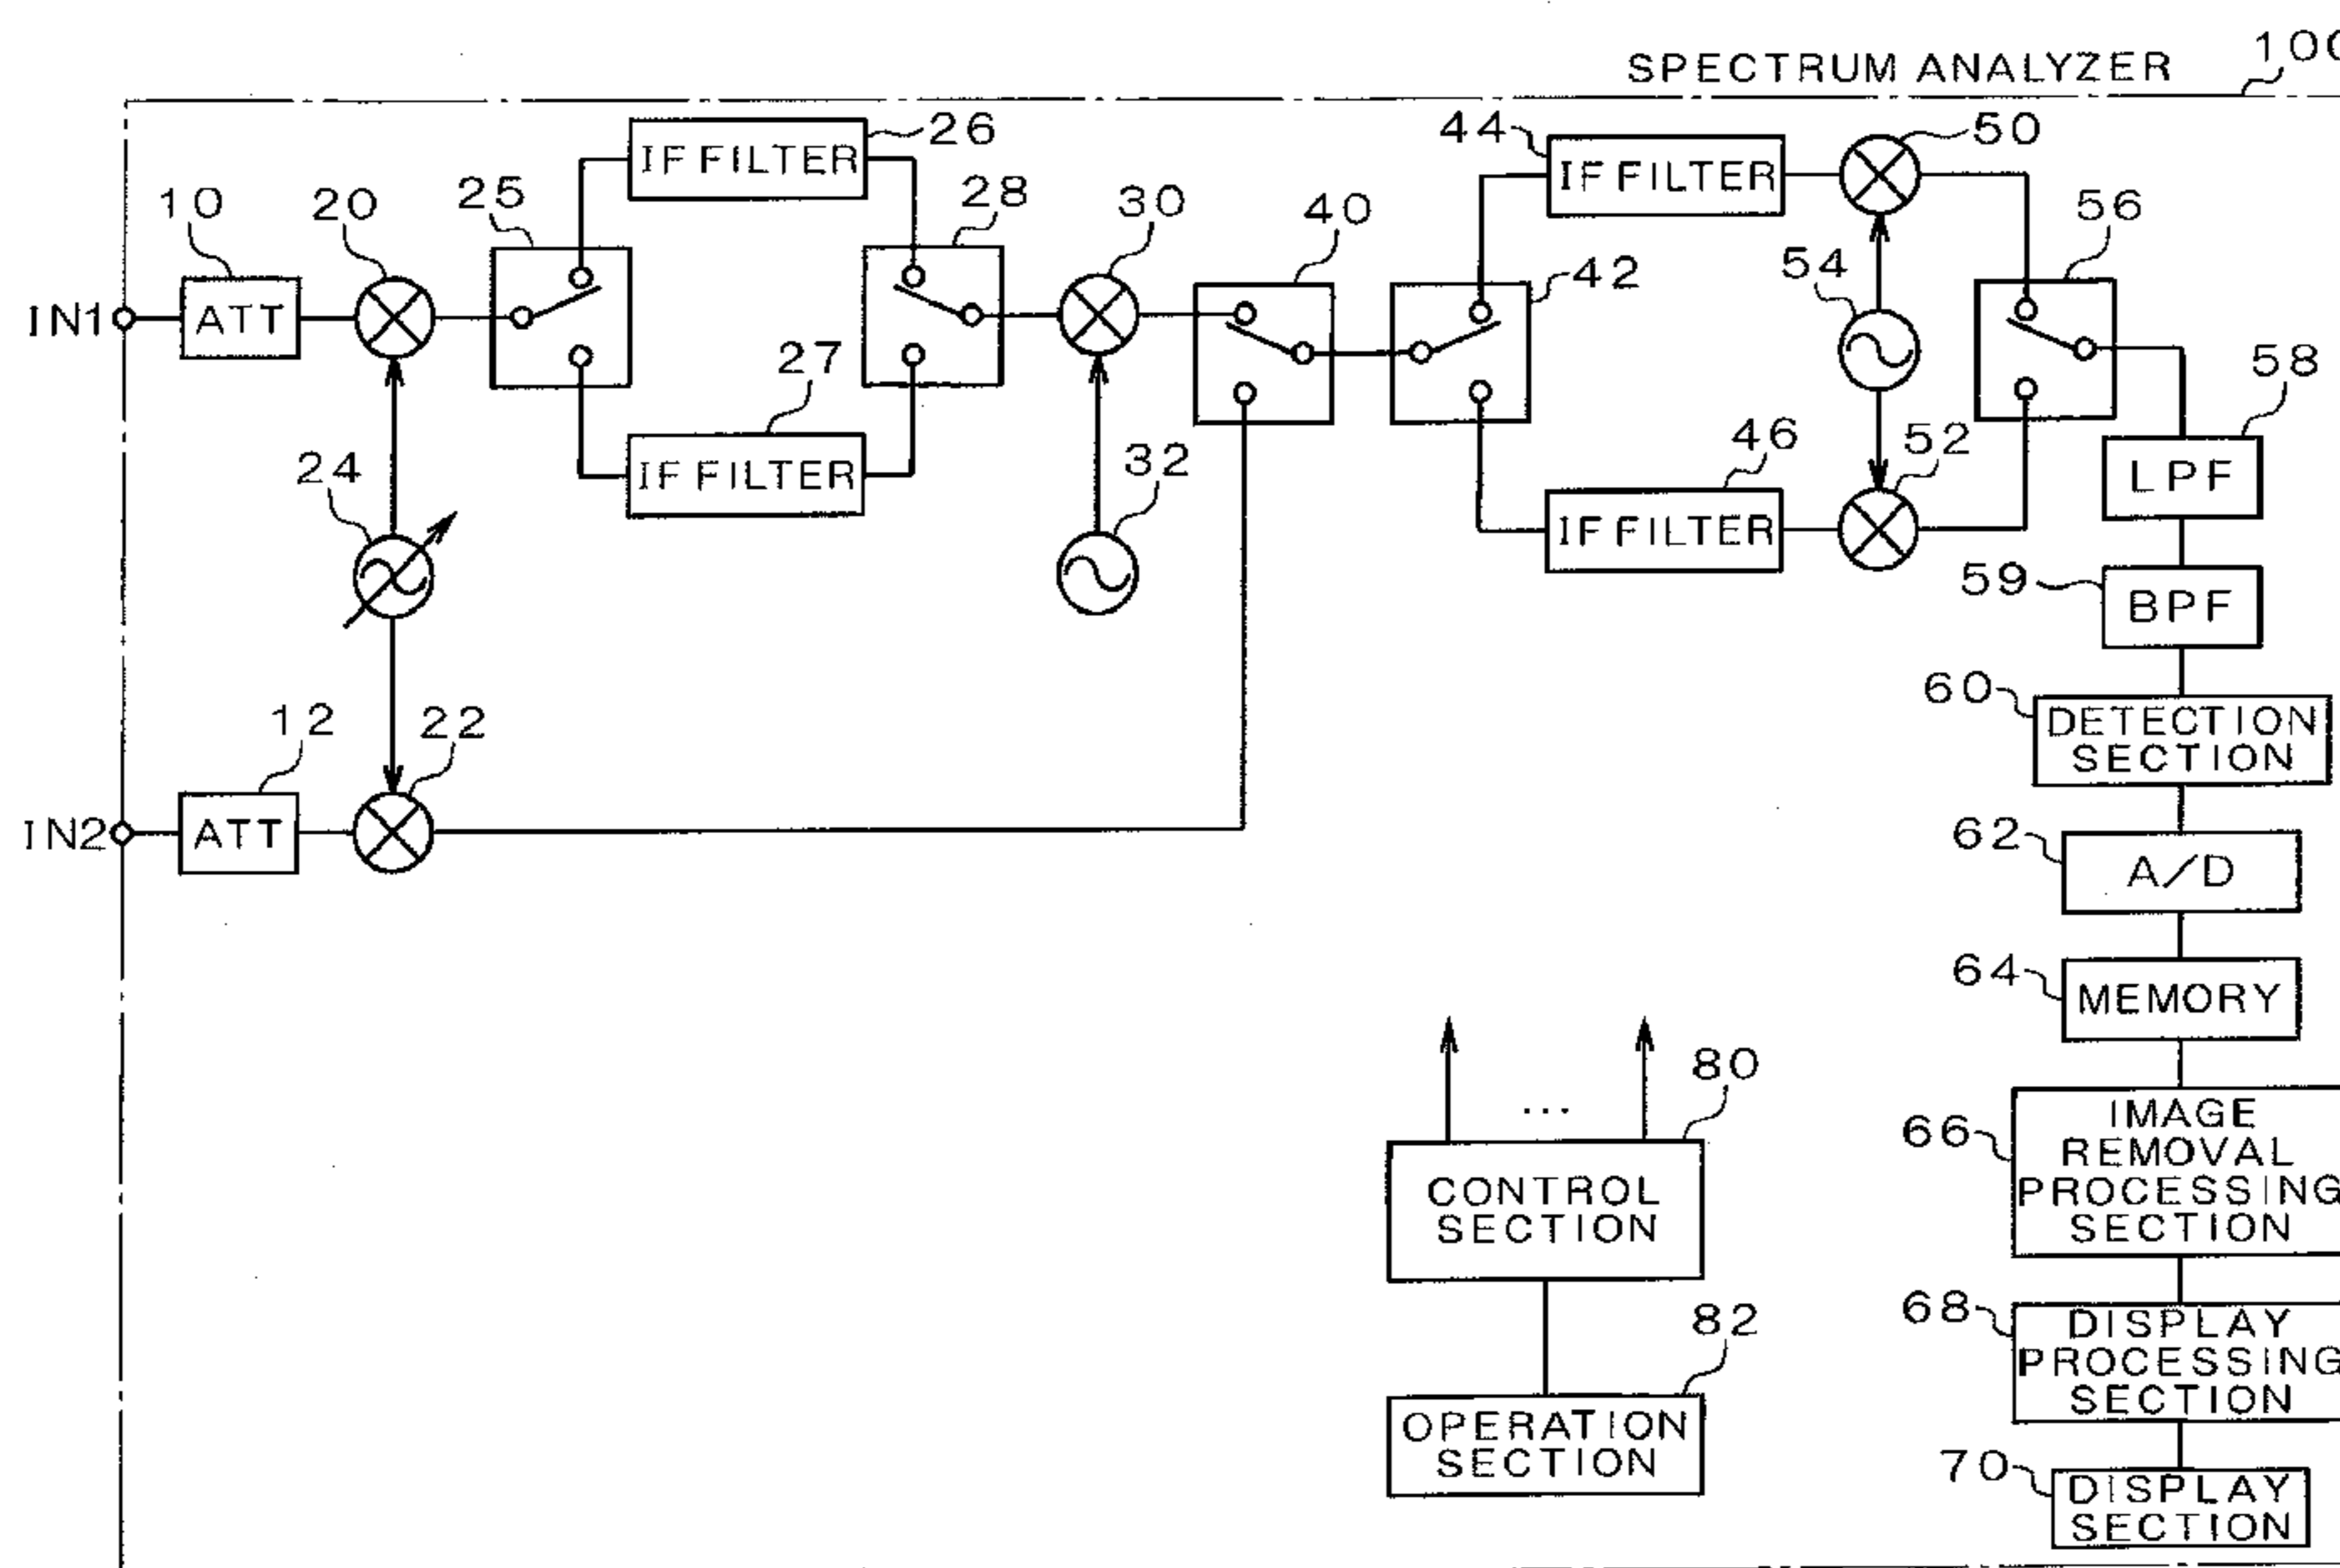 SPECTRUM ANALYZER
100
26
44
50
IF FILTER
IF FILTER
10
20
25
28
30
40
56
42
54
IN1
ATT
27
58
24
IF FILTER
32
46
52
LPF
IF FILTER
59
BPF
12
22
60
DETECTION
SECTION
IN2
ATT
62
A/D
64
MEMORY
80
...
66
IMAGE
REMOVAL
PROCESSING
SECTION
CONTROL
SECTION
68
DISPLAY
PROCESSING
SECTION
82
OPERATION
SECTION
70
DISPLAY
SECTION